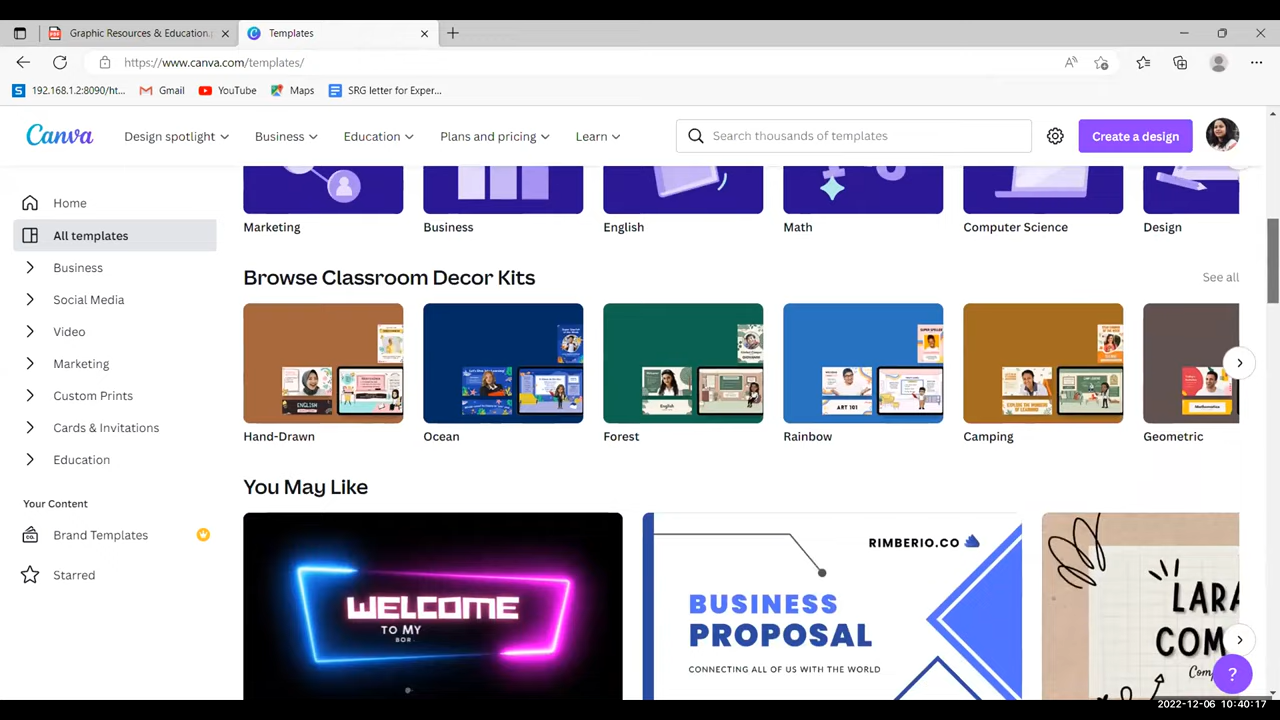 Graphic Resources & Education.
Templates
https://www.canva.com/templates/
192.168.1.2:8090/ht...
Gmail
YouTube
Maps
SRG letter for Exper...
Canva
Design spotlight
Business
Education
Plans and pricing
Learn
Search thousands of templates
Create a design
Home
All templates
Business
Social Media
Video
Marketing
Custom Prints
Cards & Invitations
Education
Your Content
Brand Templates
Starred
Marketing
Business
English
Math
Computer Science
Design
Browse Classroom Decor Kits
See all
ENGLISH
English
ART 101
Hand-Drawn
Ocean
Forest
Rainbow
Camping
Geometric
You May Like
WELCOME
TO MY
RIMBERIO.CO
BUSINESS
PROPOSAL
CONNECTING ALL OF US WITH THE WORLD
LARA
COM
Comp
?
2022-12-06 10:40:17